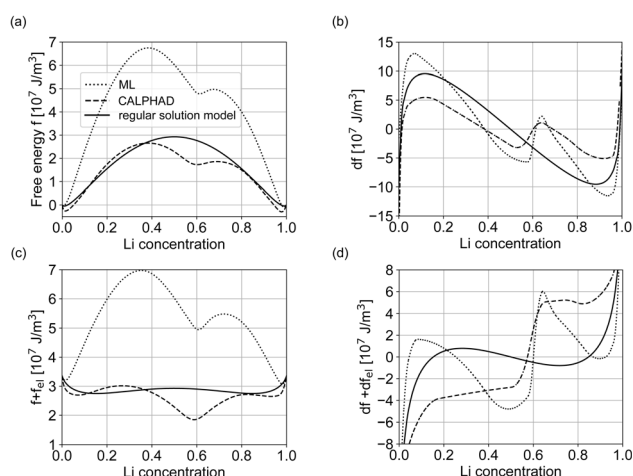 (a)
7
6
5
4
3
2
1
0
Free energy f [10⁷ J/m³]
ML
CALPHAD
regular solution model
0.0 0.2 0.4 0.6 0.8 1.0
Li concentration
(b)
15
10
5
0
−5
−10
−15
df [10⁷ J/m³]
0.0 0.2 0.4 0.6 0.8 1.0
Li concentration
(c)
7
6
5
4
3
2
1
f+fel [10⁷ J/m³]
0.0 0.2 0.4 0.6 0.8 1.0
Li concentration
(d)
8
6
4
2
0
−2
−4
−6
−8
df +dfel [10⁷ J/m³]
0.0 0.2 0.4 0.6 0.8 1.0
Li concentration